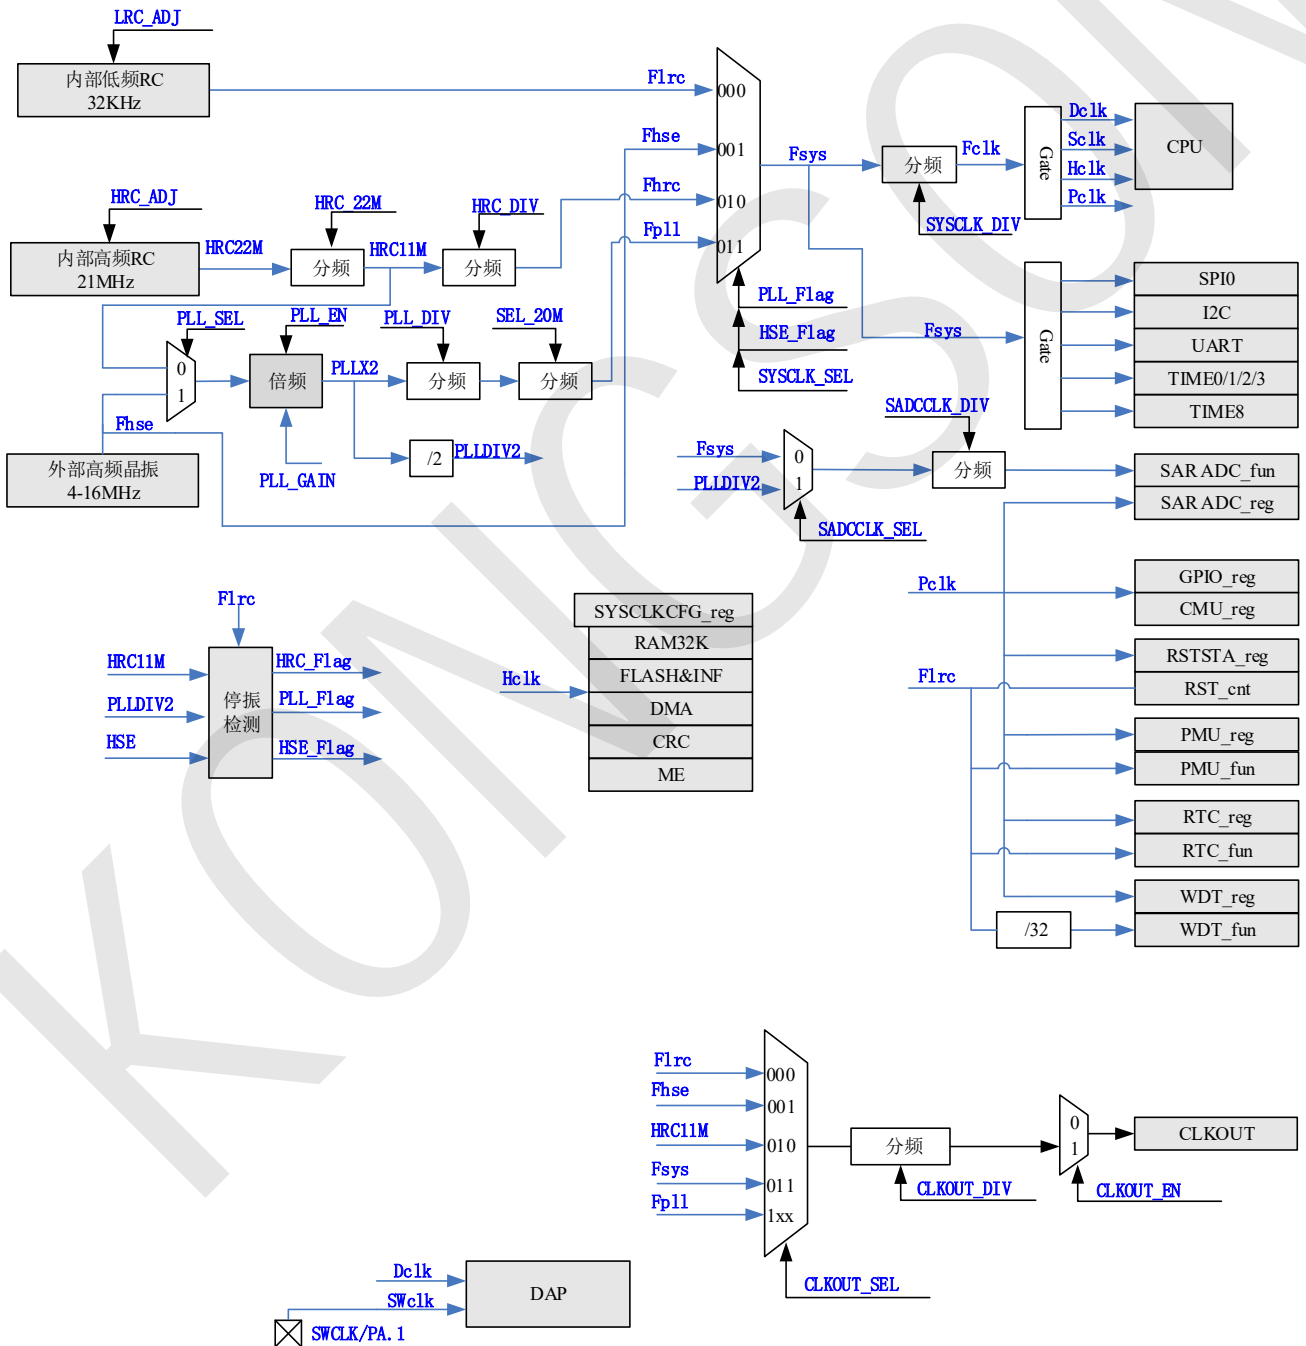 LRC_ADJ
内部低频RC
32KHz
Flrc
000
Fhse
001
Fhrc
010
Fpll
011
HRC_ADJ
内部高频RC
21MHz
HRC22M
HRC_22M
分频
HRC11M
HRC_DIV
分频
Fsys
分频
SYSCLK_DIV
Fclk
Gate
Dclk
Sclk
Hclk
Pclk
CPU
PLL_Flag
HSE_Flag
SYSCLK_SEL
Fsys
Gate
SPI0
I2C
UART
TIME0/1/2/3
TIME8
PLL_SEL
0
1
PLL_EN
倍频
PLL_GAIN
PLLX2
PLL_DIV
分频
SEL_20M
分频
Fhse
外部高频晶振
4-16MHz
/2
PLLDIV2
Fsys
PLLDIV2
0
1
SADCCLK_SEL
SADCCLK_DIV
分频
SARADC_fun
SARADC_reg
Pclk
GPIO_reg
CMU_reg
RSTSTA_reg
Flrc
RST_cnt
PMU_reg
PMU_fun
RTC_reg
RTC_fun
WDT_reg
/32
WDT_fun
Flrc
HRC11M
PLLDIV2
HSE
停振
检测
HRC_Flag
PLL_Flag
HSE_Flag
Hclk
SYSCLKCFG_reg
RAM32K
FLASH&INF
DMA
CRC
ME
Flrc
000
Fhse
001
HRC11M
010
Fsys
011
Fpll
1xx
CLKOUT_SEL
分频
CLKOUT_DIV
0
1
CLKOUT_EN
CLKOUT
Dclk
SWclk
DAP
SWCLK/PA.1
KONGSON